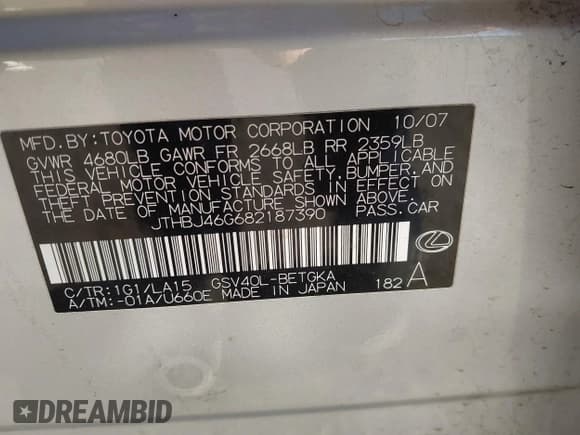 MFD. BY: TOYOTA MOTOR CORPORATION 10/07
GVWR 4680LB GAWR FR 2668LB RR 2359LB
THIS VEHICLE CONFORMS TO ALL APPLICABLE
FEDERAL MOTOR VEHICLE SAFETY, BUMPER, AND
THEFT PREVENTION STANDARDS IN EFFECT ON
THE DATE OF MANUFACTURE SHOWN ABOVE.
JTHBJ46G682187390 PASS. CAR
C/TR: 1G1/LA15 GSV40L-BETGKA
A/TM: -01A/U660E MADE IN JAPAN 182 A
DREAMBID